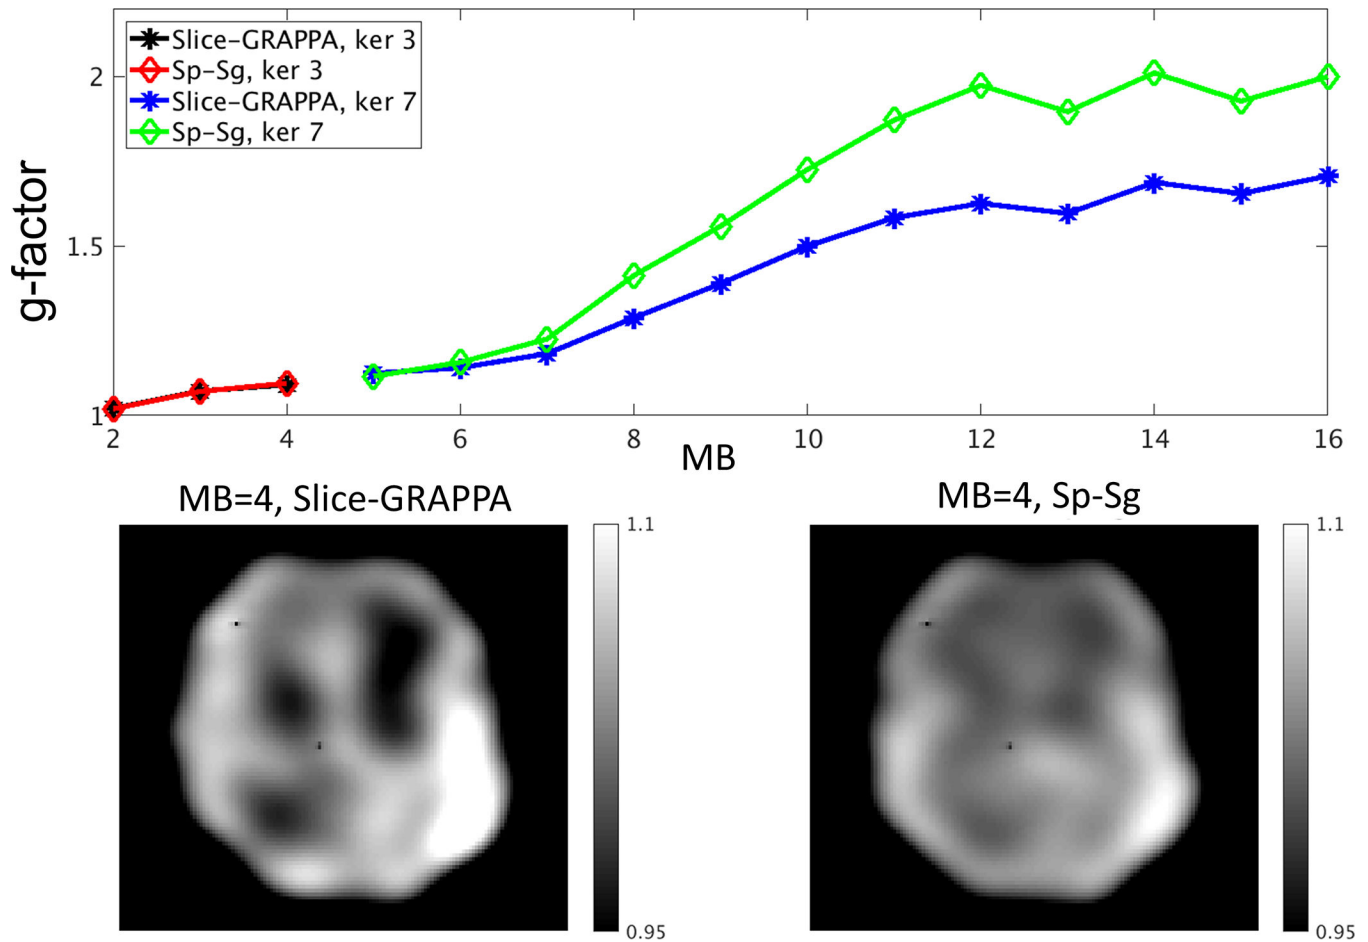 Slice-GRAPPA, ker 3
Sp-Sg, ker 3
Slice-GRAPPA, ker 7
Sp-Sg, ker 7
g-factor
2
1.5
1
2 4 6 8 10 12 14 16
MB
MB=4, Slice-GRAPPA
MB=4, Sp-Sg
1.1
0.95
1.1
0.95